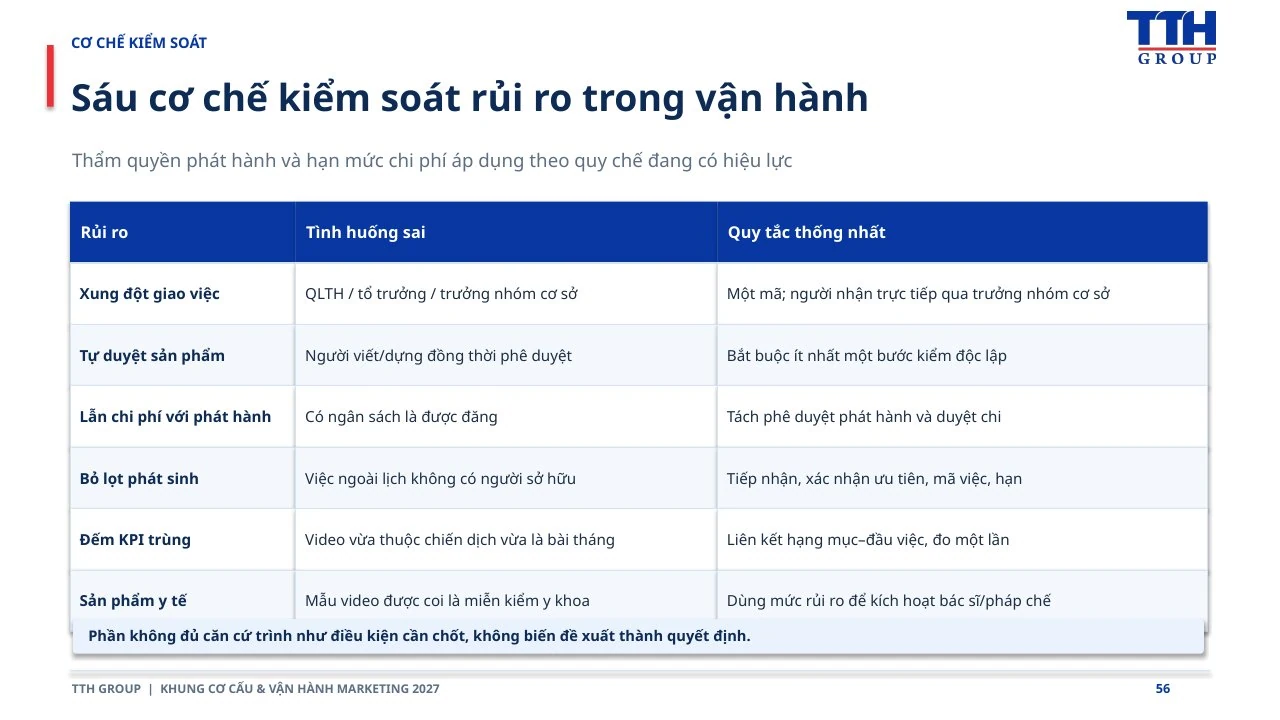 TTH
GROUP
CƠ CHẾ KIỂM SOÁT
Sáu cơ chế kiểm soát rủi ro trong vận hành
Thẩm quyền phát hành và hạn mức chi phí áp dụng theo quy chế đang có hiệu lực
Rủi ro Tình huống sai Quy tắc thống nhất
Xung đột giao việc QLTH / tổ trưởng / trưởng nhóm cơ sở Một mã; người nhận trực tiếp qua trưởng nhóm cơ sở
Tự duyệt sản phẩm Người viết/dựng đồng thời phê duyệt Bắt buộc ít nhất một bước kiểm độc lập
Lẫn chi phí với phát hành Có ngân sách là được đăng Tách phê duyệt phát hành và duyệt chi
Bỏ lọt phát sinh Việc ngoài lịch không có người sở hữu Tiếp nhận, xác nhận ưu tiên, mã việc, hạn
Đếm KPI trùng Video vừa thuộc chiến dịch vừa là bài tháng Liên kết hạng mục–đầu việc, đo một lần
Sản phẩm y tế Mẫu video được coi là miễn kiểm y khoa Dùng mức rủi ro để kích hoạt bác sĩ/pháp chế
Phần không đủ căn cứ trình như điều kiện cần chốt, không biến đề xuất thành quyết định.
TTH GROUP | KHUNG CƠ CẤU & VẬN HÀNH MARKETING 2027 56